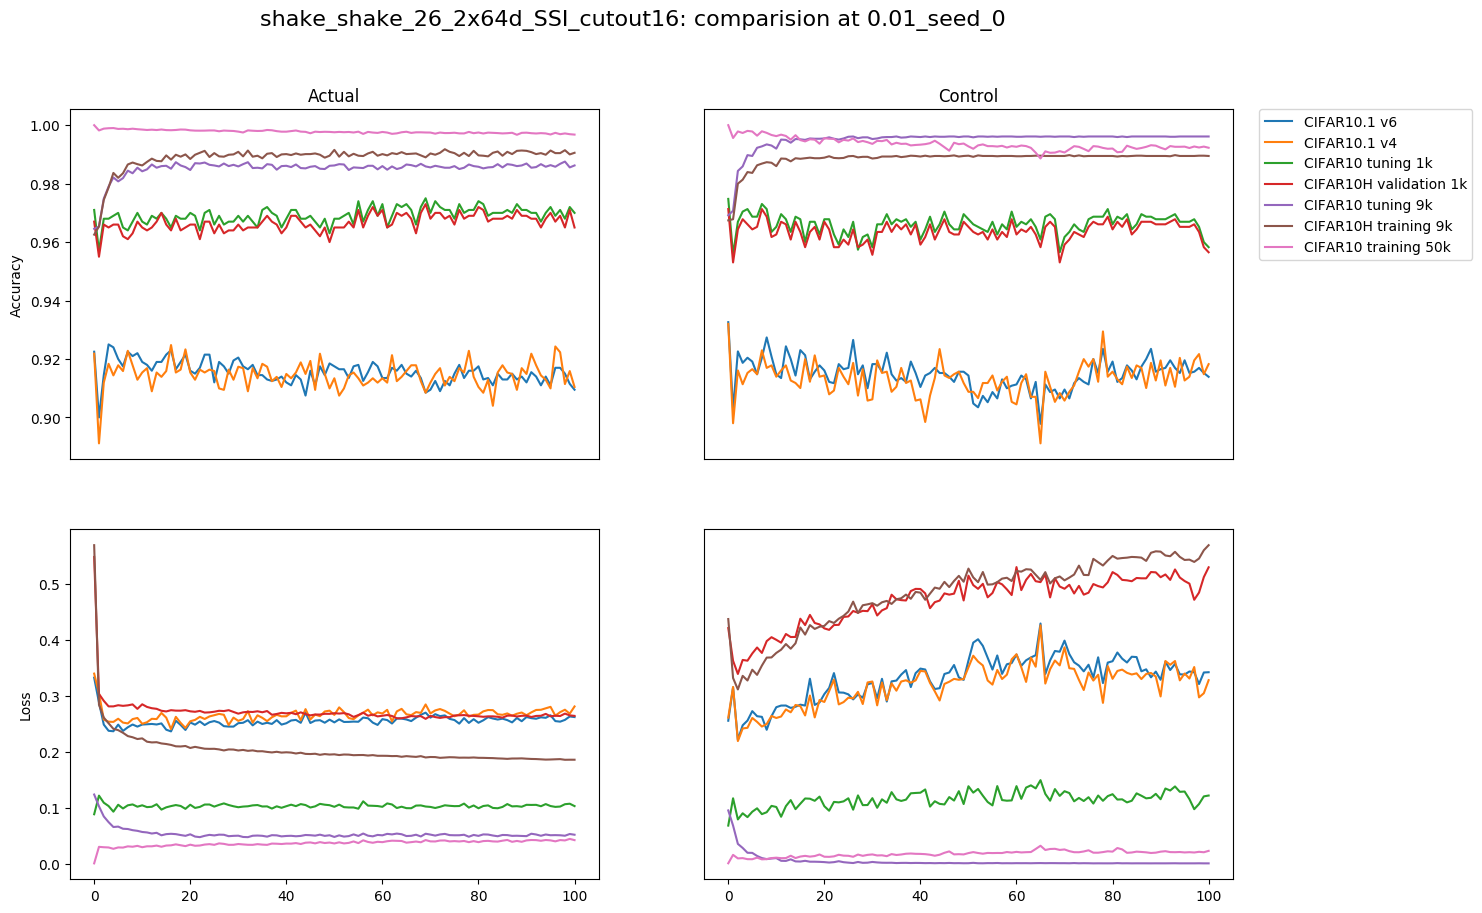 shake_shake_26_2x64d_SSI_cutout16: comparision at 0.01_seed_0
Actual
Control
1.00
0.98
0.96
0.94
0.92
0.90
Accuracy
CIFAR10.1 v6
CIFAR10.1 v4
CIFAR10 tuning 1k
CIFAR10H validation 1k
CIFAR10 tuning 9k
CIFAR10H training 9k
CIFAR10 training 50k
0.5
0.4
0.3
0.2
0.1
0.0
Loss
0 20 40 60 80 100
0 20 40 60 80 100